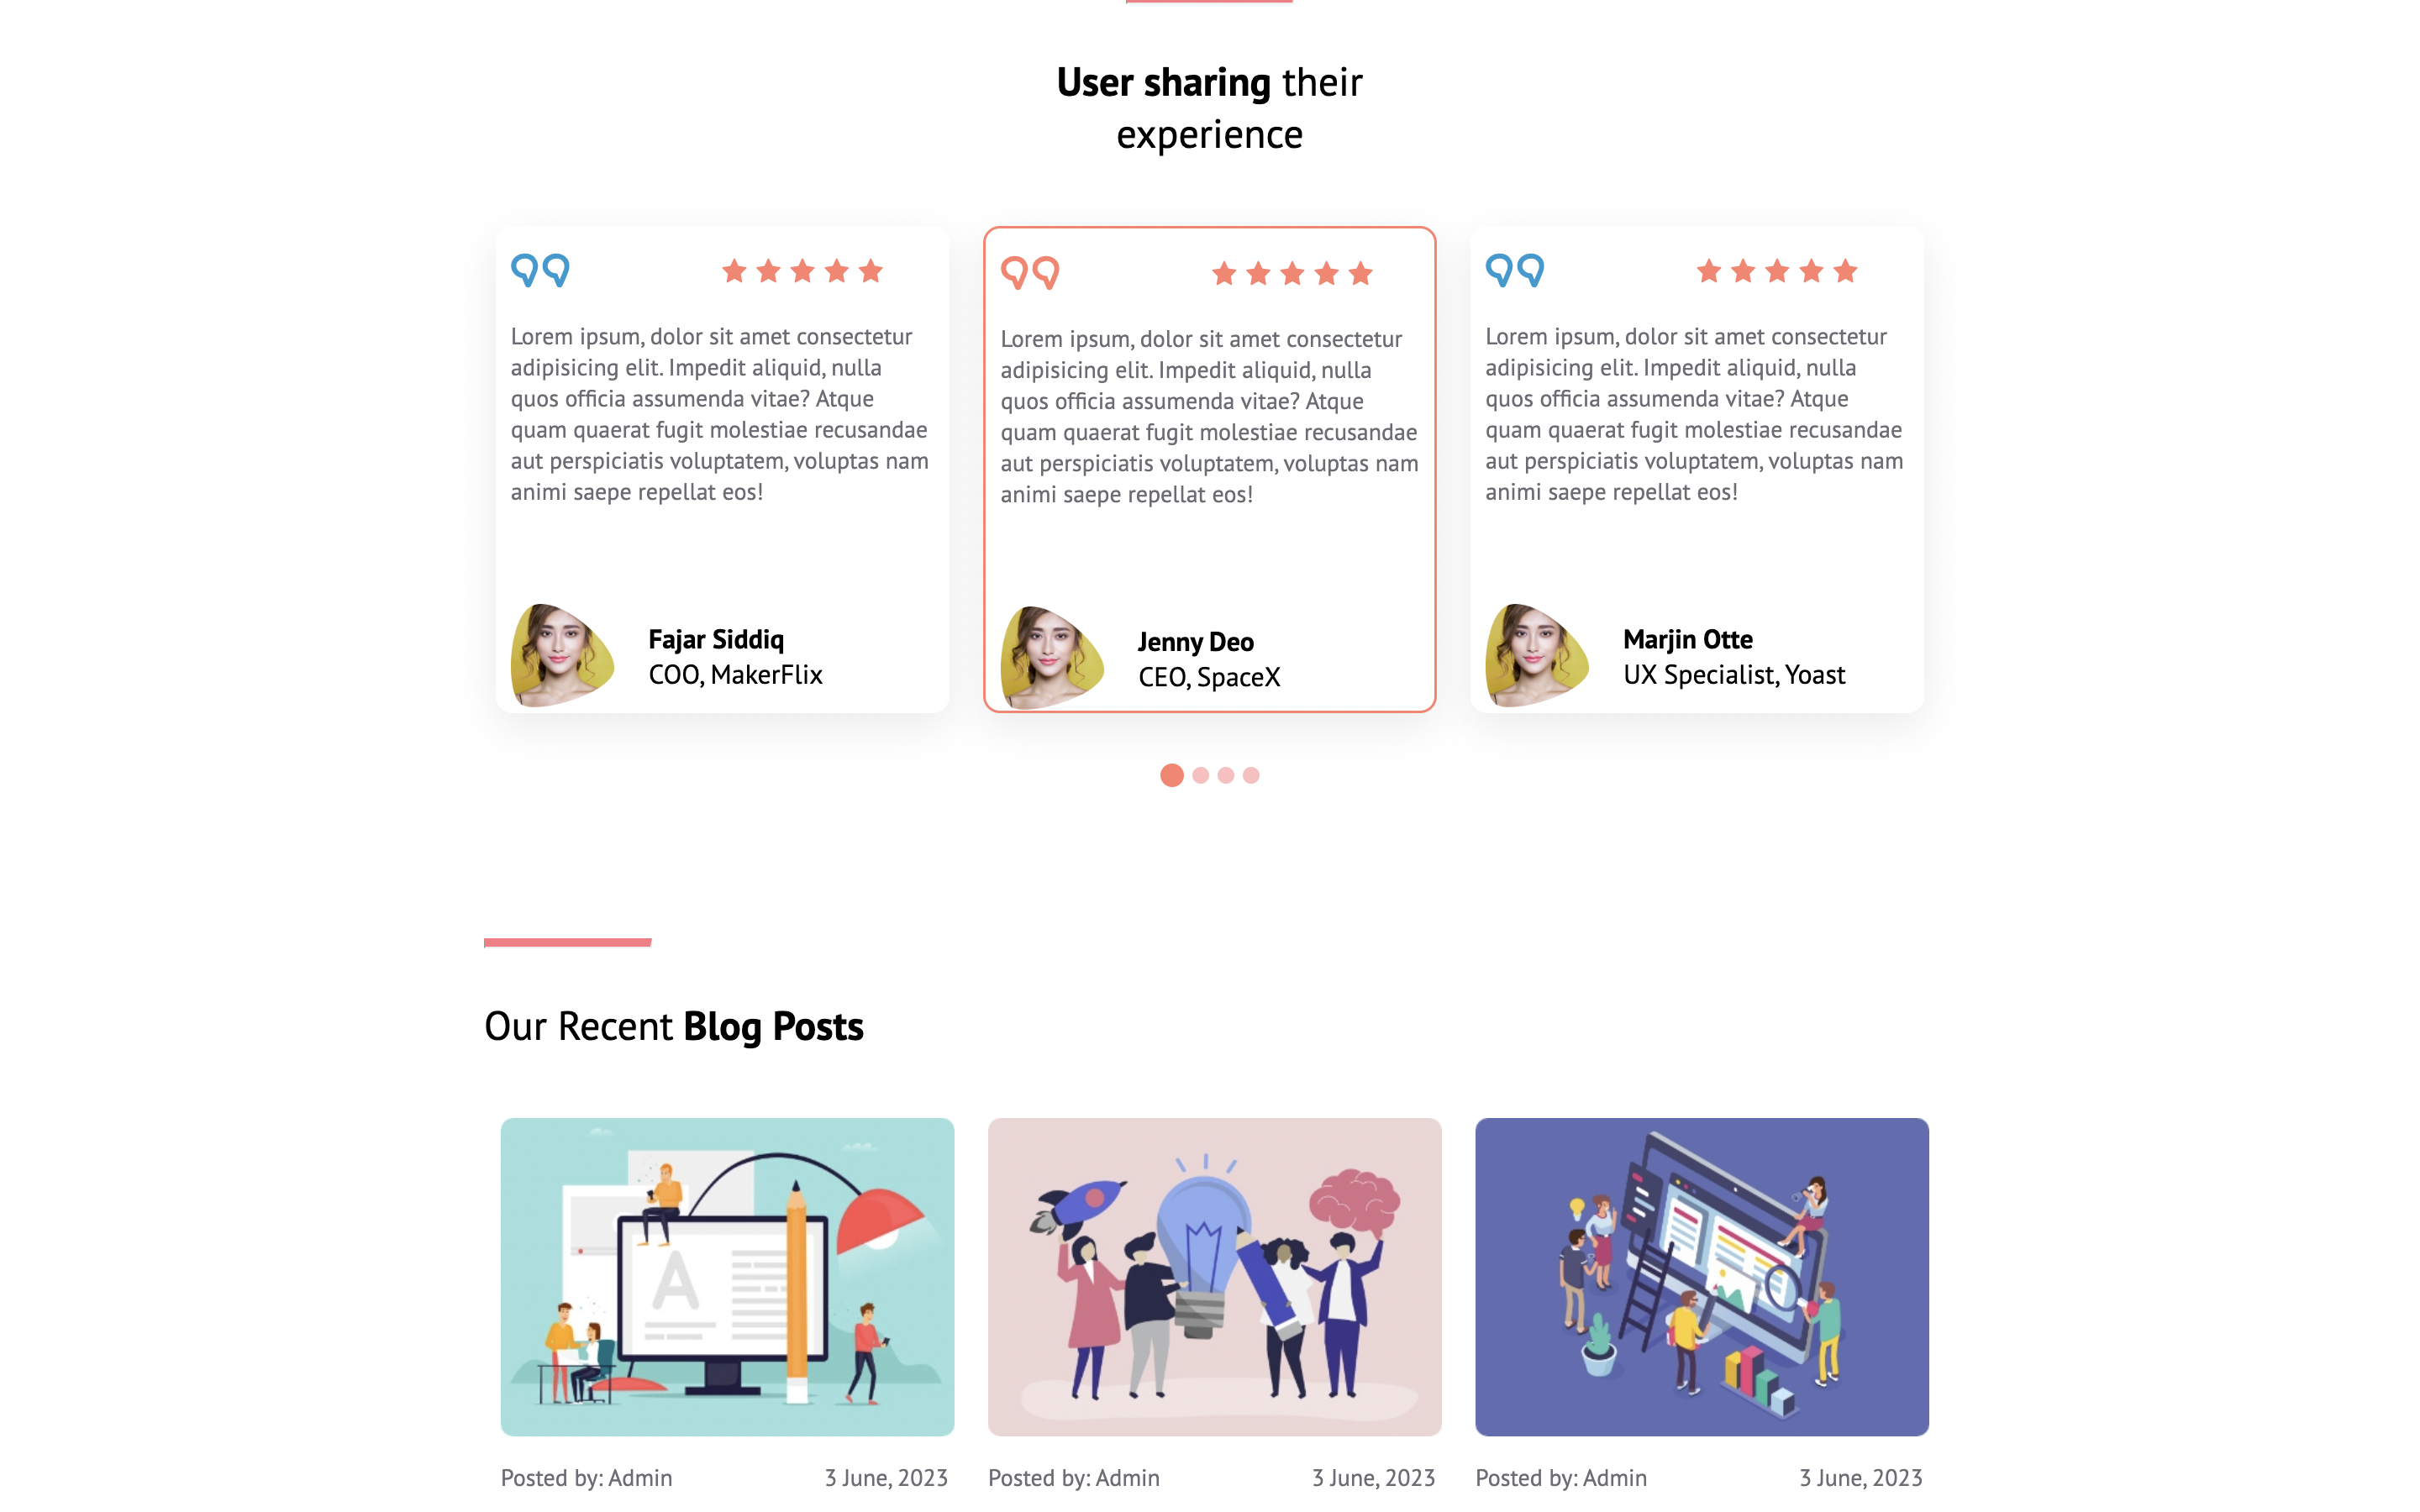 User sharing their
experience
Lorem ipsum, dolor sit amet consectetur
adipisicing elit. Impedit aliquid, nulla
quos officia assumenda vitae? Atque
quam quaerat fugit molestiae recusandae
aut perspiciatis voluptatem, voluptas nam
animi saepe repellat eos!
Fajar Siddiq
COO, MakerFlix
Lorem ipsum, dolor sit amet consectetur
adipisicing elit. Impedit aliquid, nulla
quos officia assumenda vitae? Atque
quam quaerat fugit molestiae recusandae
aut perspiciatis voluptatem, voluptas nam
animi saepe repellat eos!
Jenny Deo
CEO, SpaceX
Lorem ipsum, dolor sit amet consectetur
adipisicing elit. Impedit aliquid, nulla
quos officia assumenda vitae? Atque
quam quaerat fugit molestiae recusandae
aut perspiciatis voluptatem, voluptas nam
animi saepe repellat eos!
Marjin Otte
UX Specialist, Yoast
Our Recent Blog Posts
A
Posted by: Admin
3 June, 2023
Posted by: Admin
3 June, 2023
Posted by: Admin
3 June, 2023